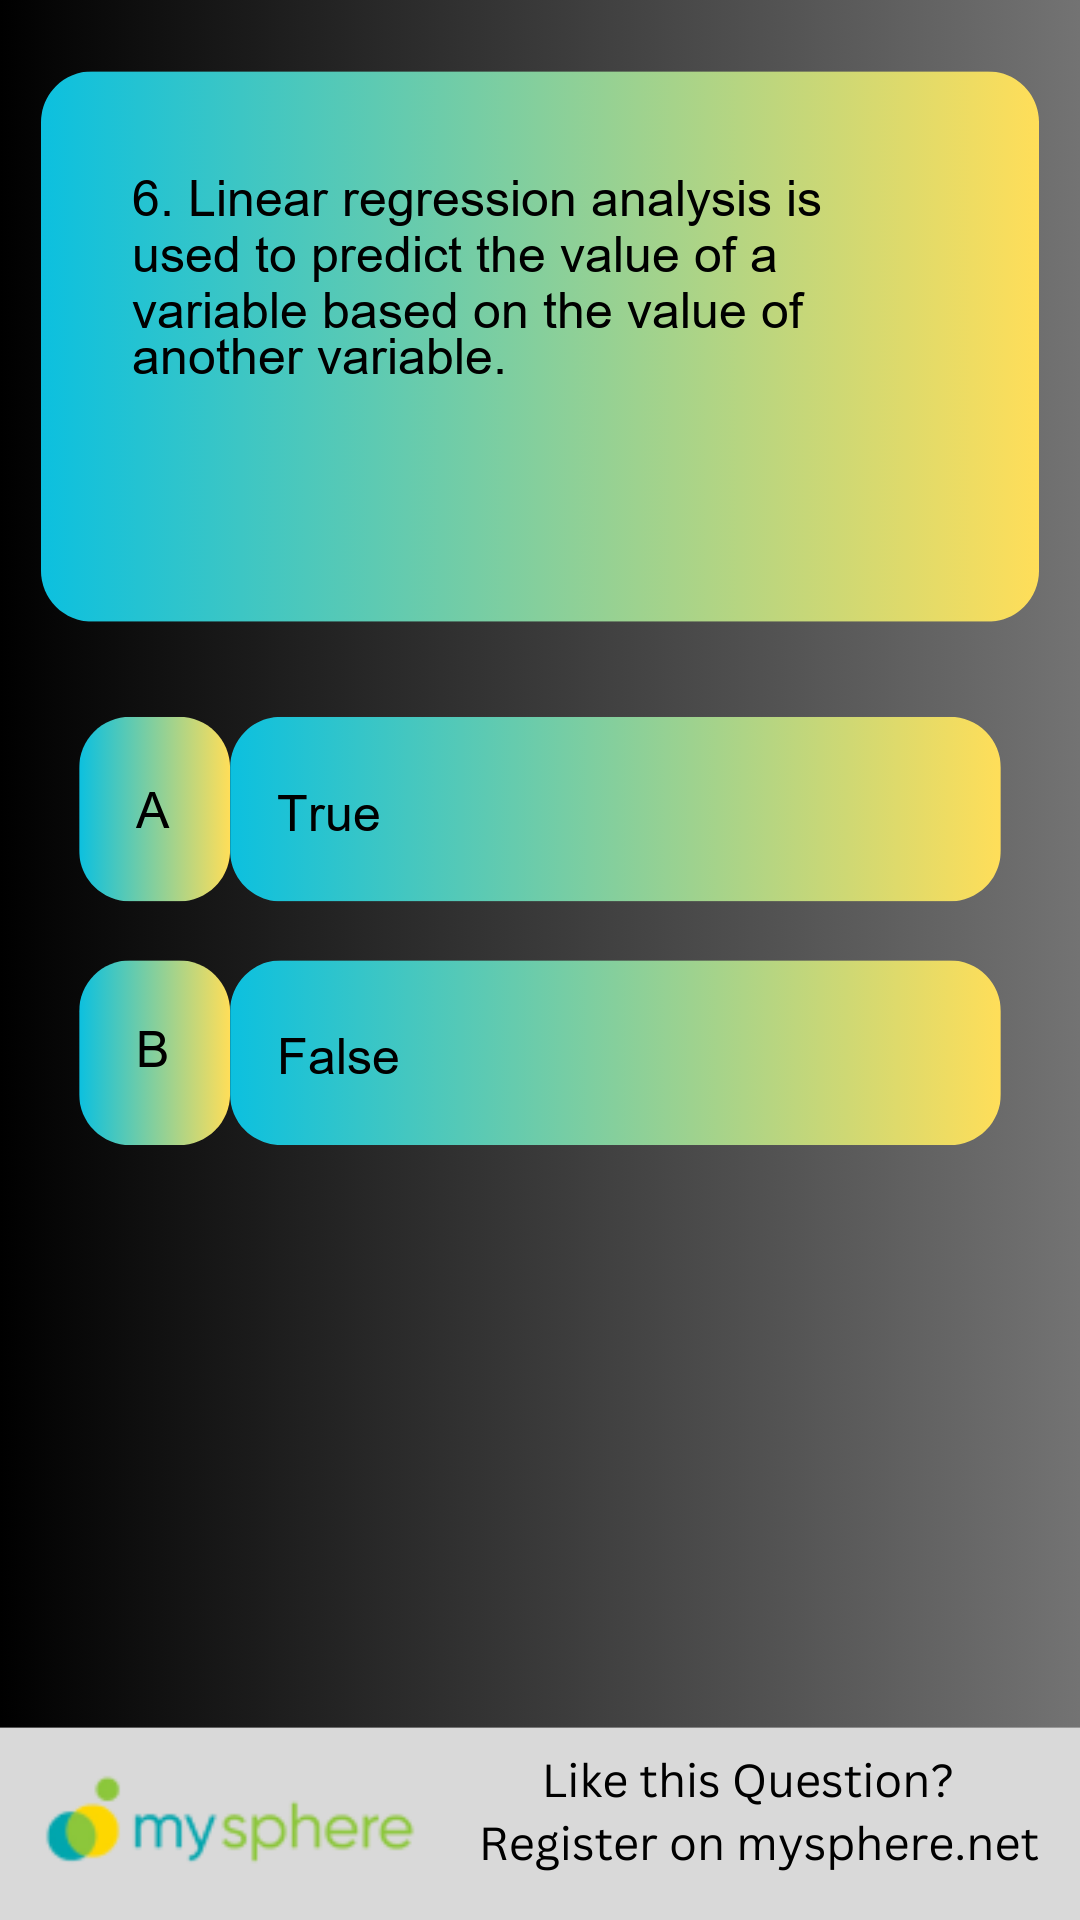 6. Linear regression analysis is
used to predict the value of a
variable based on the value of
another variable.
A
True
B
False
mysphere
Like this Question?
Register on mysphere.net